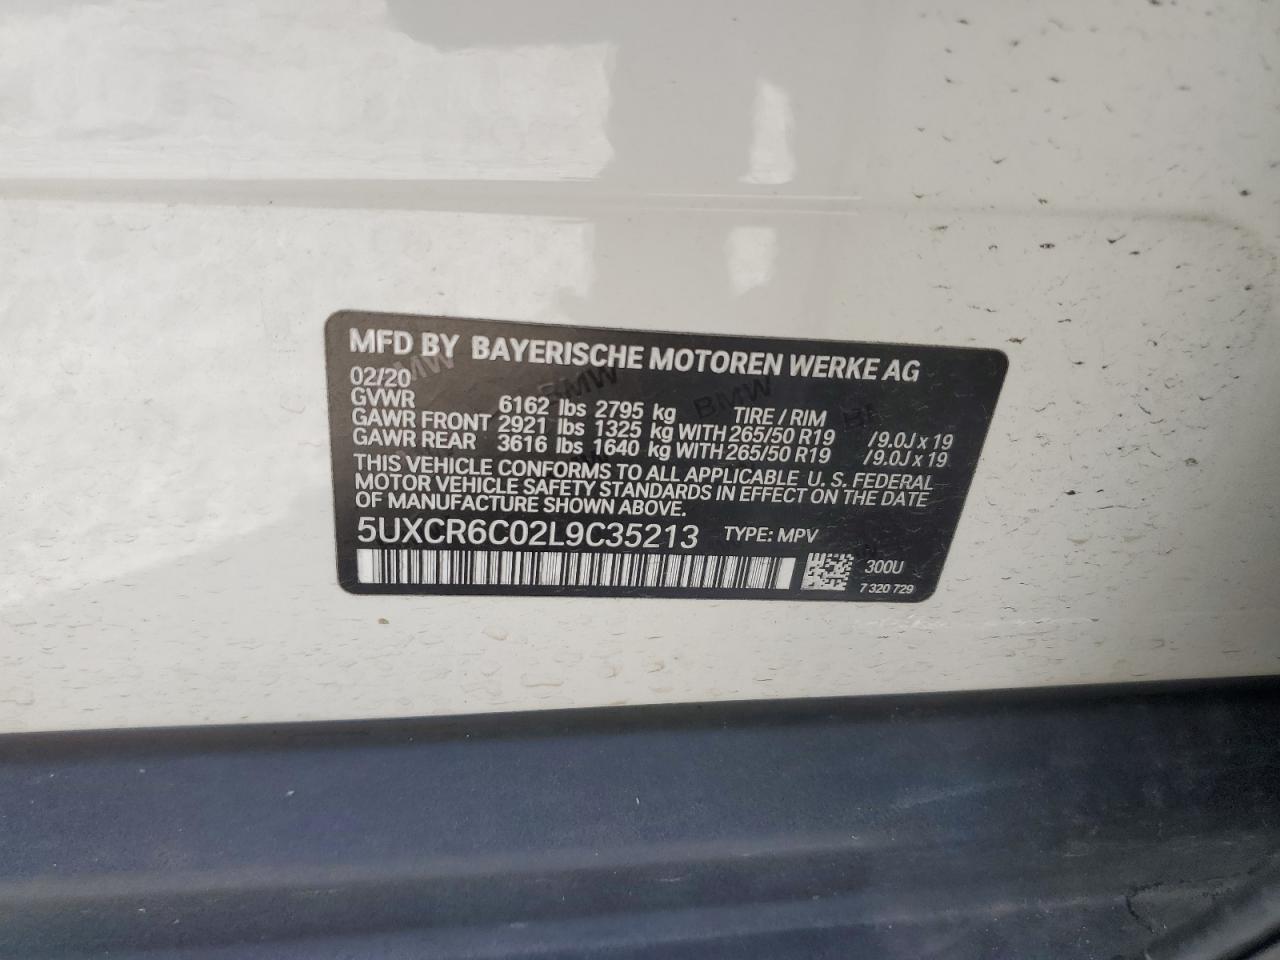 MFD BY BAYERISCHE MOTOREN WERKE AG
02/20
GVWR 6162 lbs 2795 kg TIRE / RIM
GAWR FRONT 2921 lbs 1325 kg WITH 265/50 R19 /9.0J x 19
GAWR REAR 3616 lbs 1640 kg WITH 265/50 R19 /9.0J x 19
THIS VEHICLE CONFORMS TO ALL APPLICABLE U. S. FEDERAL
MOTOR VEHICLE SAFETY STANDARDS IN EFFECT ON THE DATE
OF MANUFACTURE SHOWN ABOVE.
5UXCR6C02L9C35213 TYPE: MPV
300U
7 320 729
BMW BMW BMW